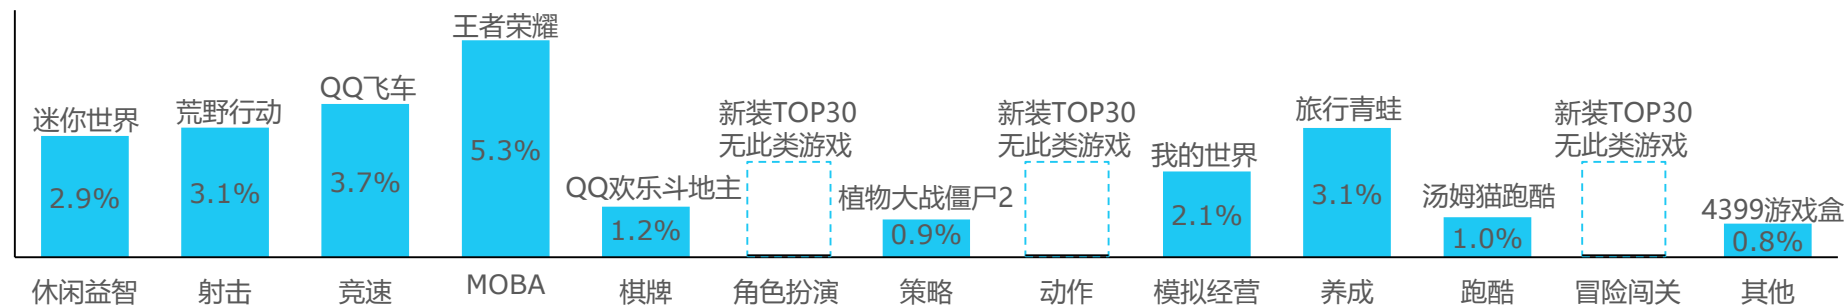 迷你世界
2.9%
休闲益智
荒野行动
3.1%
射击
QQ飞车
3.7%
竞速
王者荣耀
5.3%
MOBA
QQ欢乐斗地主
1.2%
棋牌
新装TOP30
无此类游戏
角色扮演
植物大战僵尸2
0.9%
策略
新装TOP30
无此类游戏
动作
我的世界
2.1%
模拟经营
旅行青蛙
3.1%
养成
汤姆猫跑酷
1.0%
跑酷
新装TOP30
无此类游戏
冒险闯关
4399游戏盒
0.8%
其他